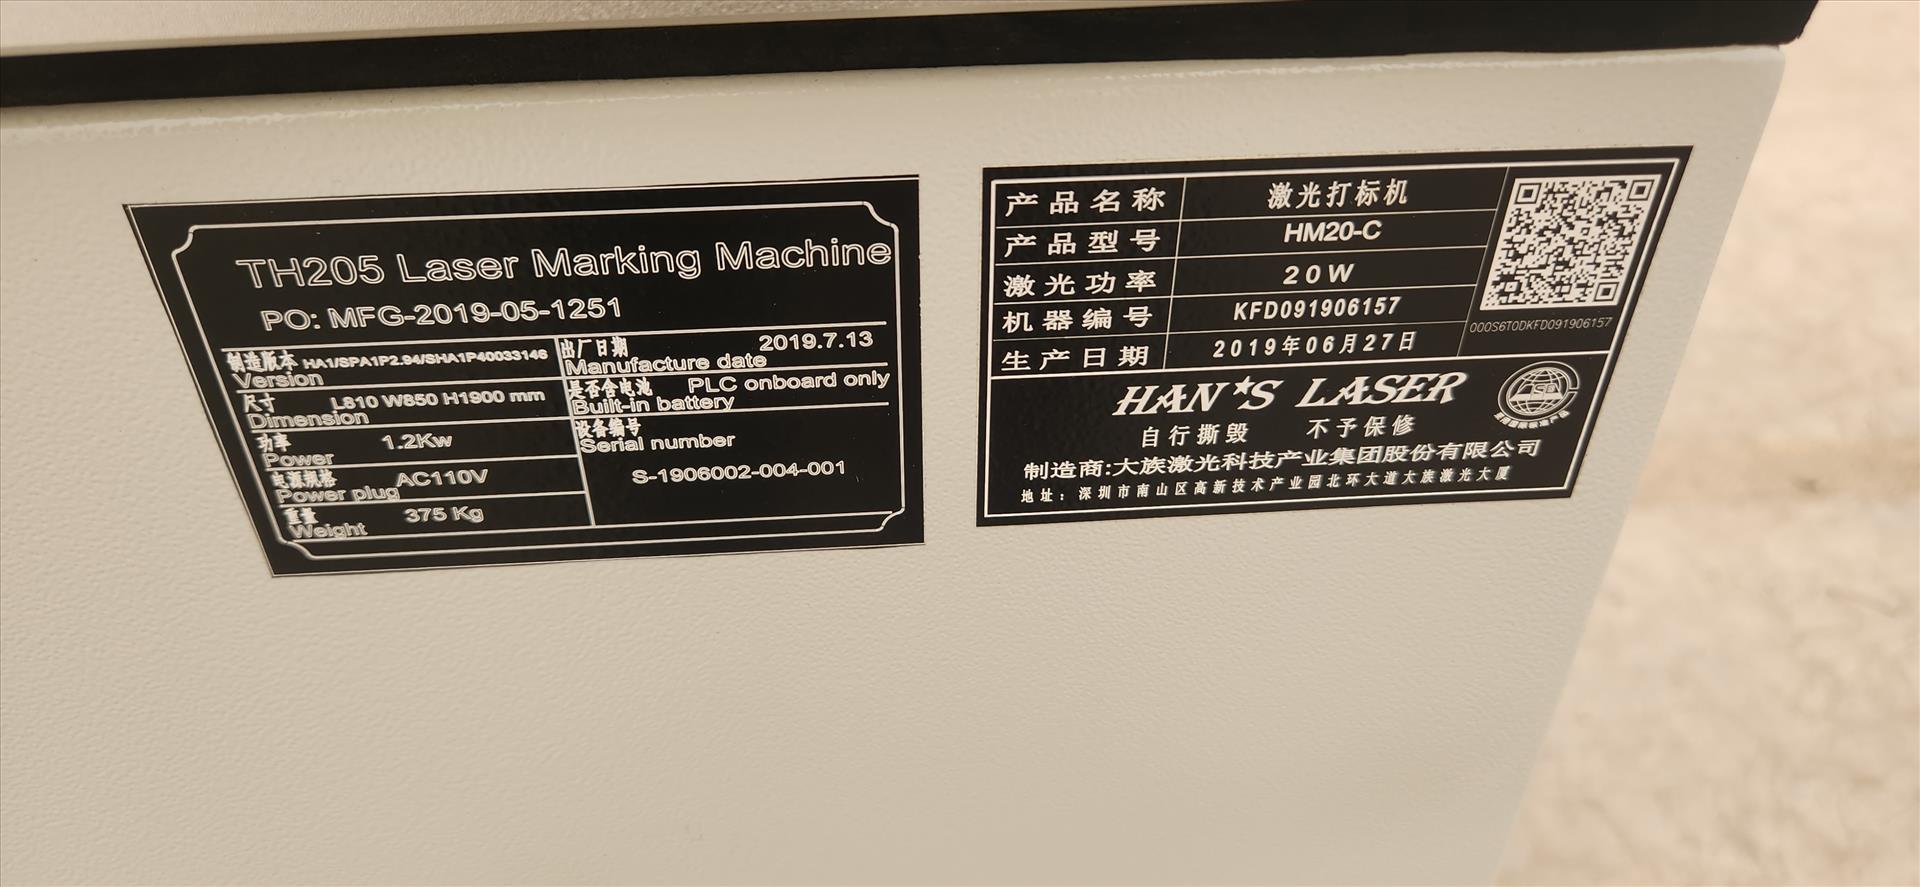 TH205 Laser Marking Machine
PO: MFG-2019-05-1251
制造版本 HA1/SPA1P2.94/SHA1P40033146
Version
尺寸 L810 W850 H1900 mm
Dimension
功率 1.2Kw
Power
电源规格 AC110V
Power plug
质量 375 Kg
Weight
出厂日期 2019.7.13
Manufacture date
是否含电池 PLC onboard only
Built-in battery
设备编号
Serial number
S-1906002-004-001
产品名称 激光打标机
产品型号 HM20-C
激光功率 20W
机器编号 KFD091906157
生产日期 2019年06月27日
000S6T0DKFD091906157
HAN★S LASER
自行撕毁 不予保修
制造商:大族激光科技产业集团股份有限公司
地址：深圳市南山区高新技术产业园北环大道大族激光大厦